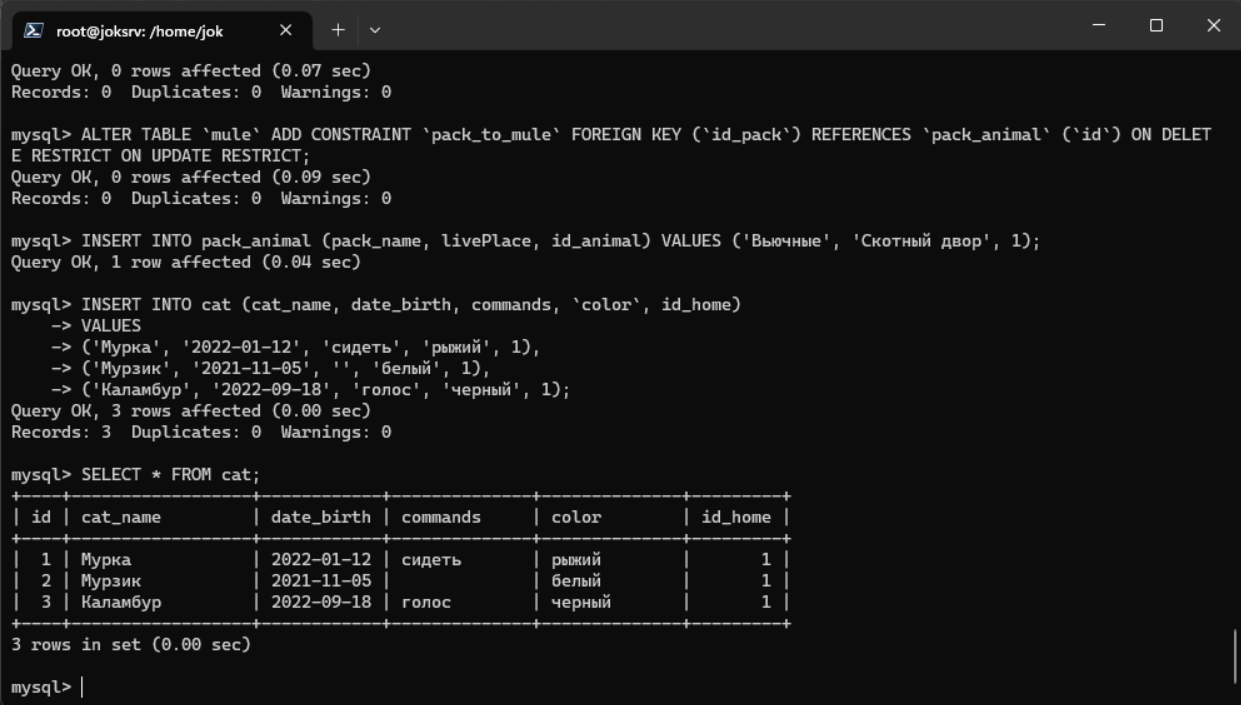 root@joksrv: /home/jok
Query OK, 0 rows affected (0.07 sec)
Records: 0  Duplicates: 0  Warnings: 0
mysql> ALTER TABLE `mule` ADD CONSTRAINT `pack_to_mule` FOREIGN KEY (`id_pack`) REFERENCES `pack_animal` (`id`) ON DELET
E RESTRICT ON UPDATE RESTRICT;
Query OK, 0 rows affected (0.09 sec)
Records: 0  Duplicates: 0  Warnings: 0
mysql> INSERT INTO pack_animal (pack_name, livePlace, id_animal) VALUES ('Вьючные', 'Скотный двор', 1);
Query OK, 1 row affected (0.04 sec)
mysql> INSERT INTO cat (cat_name, date_birth, commands, `color`, id_home)
    -> VALUES
    -> ('Мурка', '2022-01-12', 'сидеть', 'рыжий', 1),
    -> ('Мурзик', '2021-11-05', '', 'белый', 1),
    -> ('Каламбур', '2022-09-18', 'голос', 'черный', 1);
Query OK, 3 rows affected (0.00 sec)
Records: 3  Duplicates: 0  Warnings: 0
mysql> SELECT * FROM cat;
+----+------------------+------------+--------------+--------------+---------+
| id | cat_name         | date_birth | commands     | color        | id_home |
+----+------------------+------------+--------------+--------------+---------+
|  1 | Мурка            | 2022-01-12 | сидеть       | рыжий        |       1 |
|  2 | Мурзик           | 2021-11-05 |              | белый        |       1 |
|  3 | Каламбур         | 2022-09-18 | голос        | черный       |       1 |
+----+------------------+------------+--------------+--------------+---------+
3 rows in set (0.00 sec)
mysql>